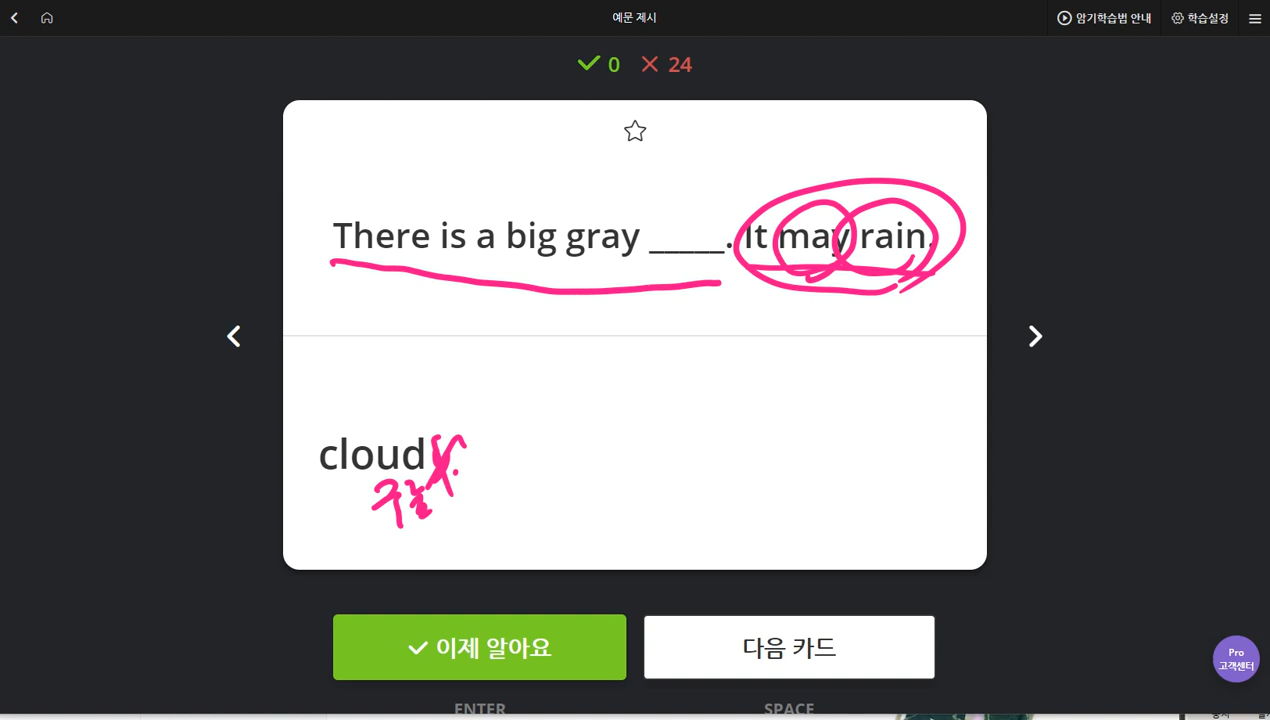 예문 제시
암기학습법 안내
학습설정
0
24
There is a big gray _____. It may rain.
cloud
구름
이제 알아요
다음 카드
Pro
고객센터
ENTER
SPACE